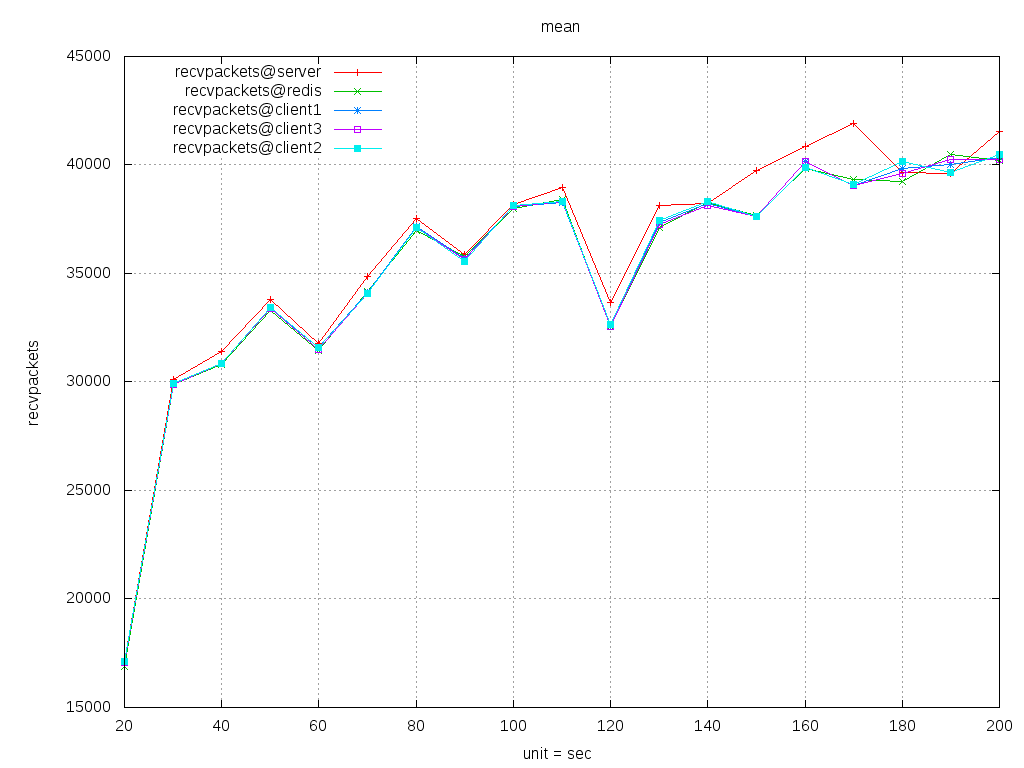 mean
45000
recvpackets@server
recvpackets@redis
recvpackets@client1
recvpackets@client3
recvpackets@client2
40000
35000
30000
25000
20000
15000
recvpackets
20 40 60 80 100 120 140 160 180 200
unit = sec